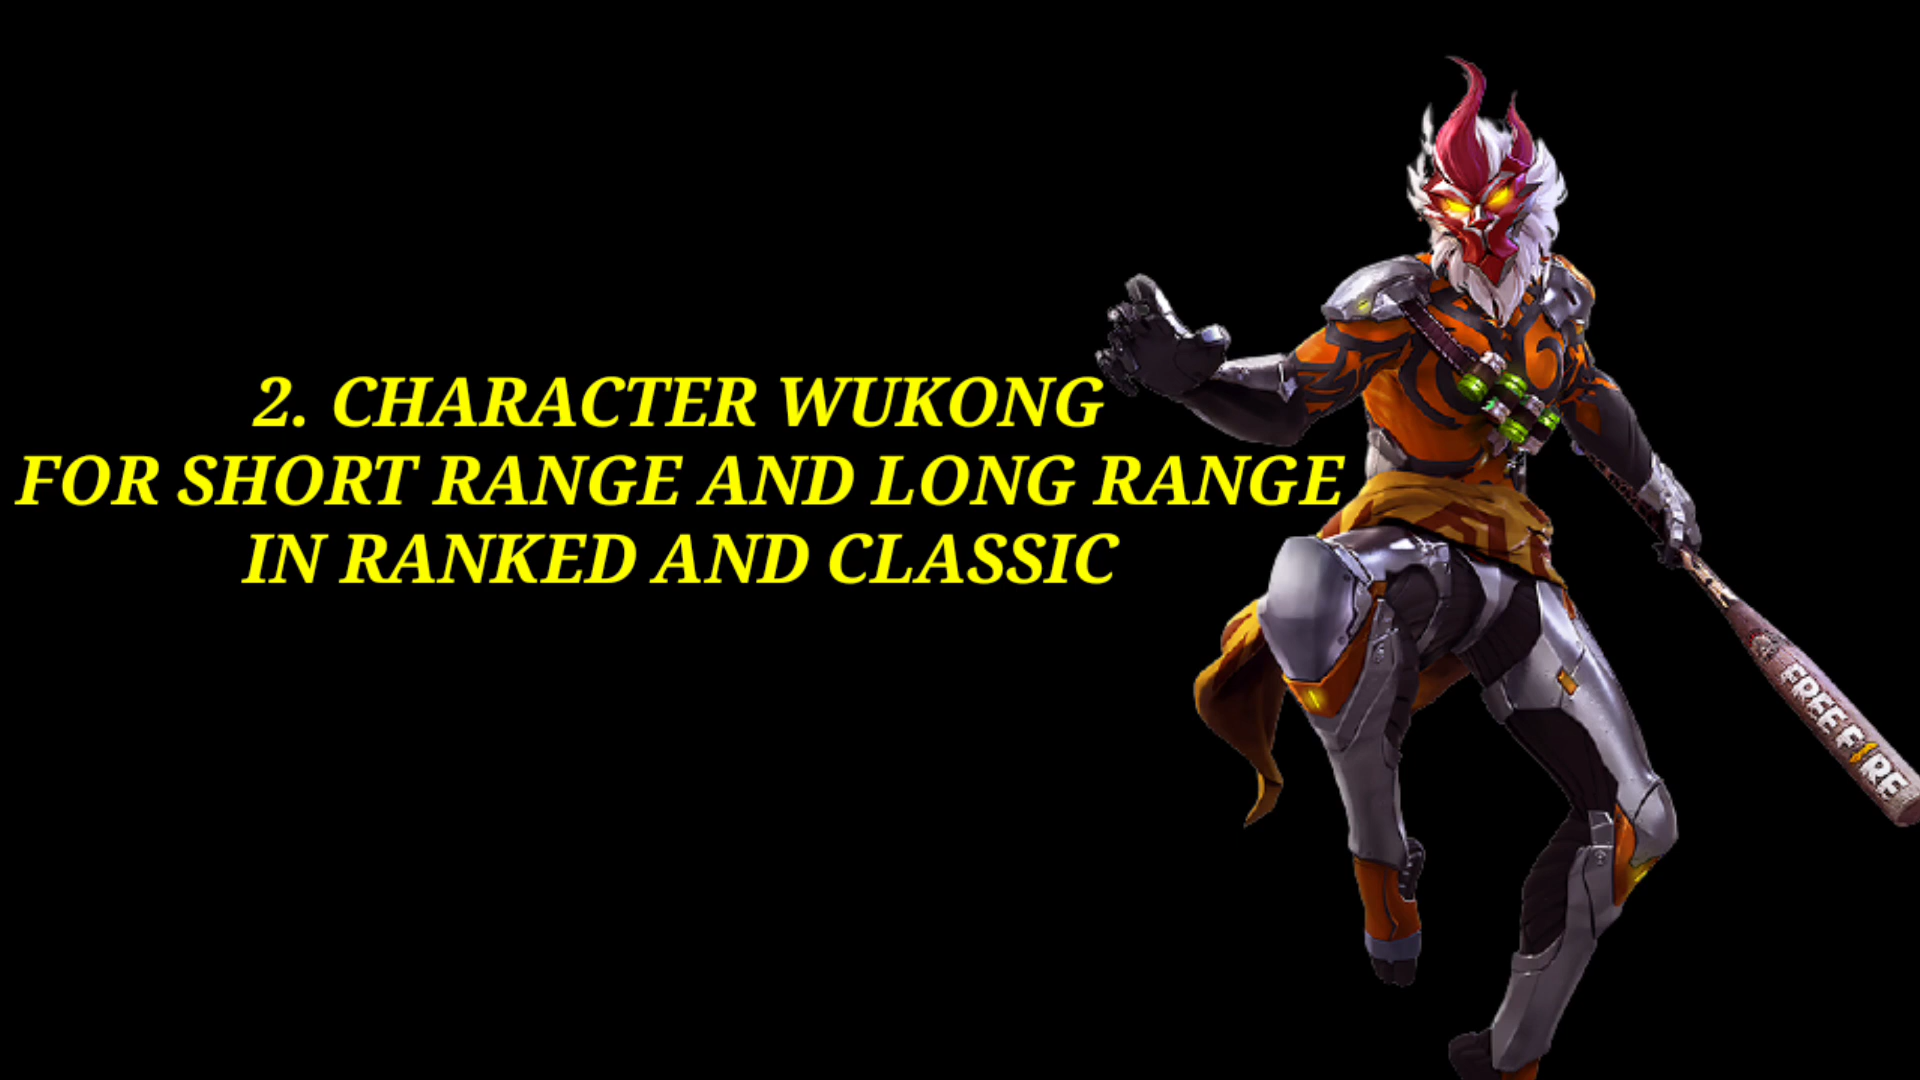 2. CHARACTER WUKONG
FOR SHORT RANGE AND LONG RANGE
IN RANKED AND CLASSIC
FREE FIRE